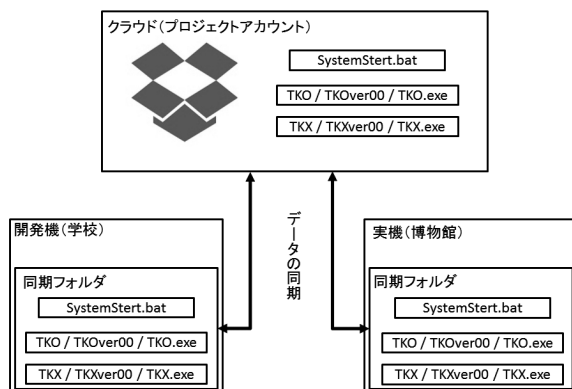 クラウド(プロジェクトアカウント)
SystemStert.bat
TKO / TKOver00 / TKO.exe
TKX / TKXver00 / TKX.exe
データの同期
開発機(学校)
同期フォルダ
SystemStert.bat
TKO / TKOver00 / TKO.exe
TKX / TKXver00 / TKX.exe
実機(博物館)
同期フォルダ
SystemStert.bat
TKO / TKOver00 / TKO.exe
TKX / TKXver00 / TKX.exe